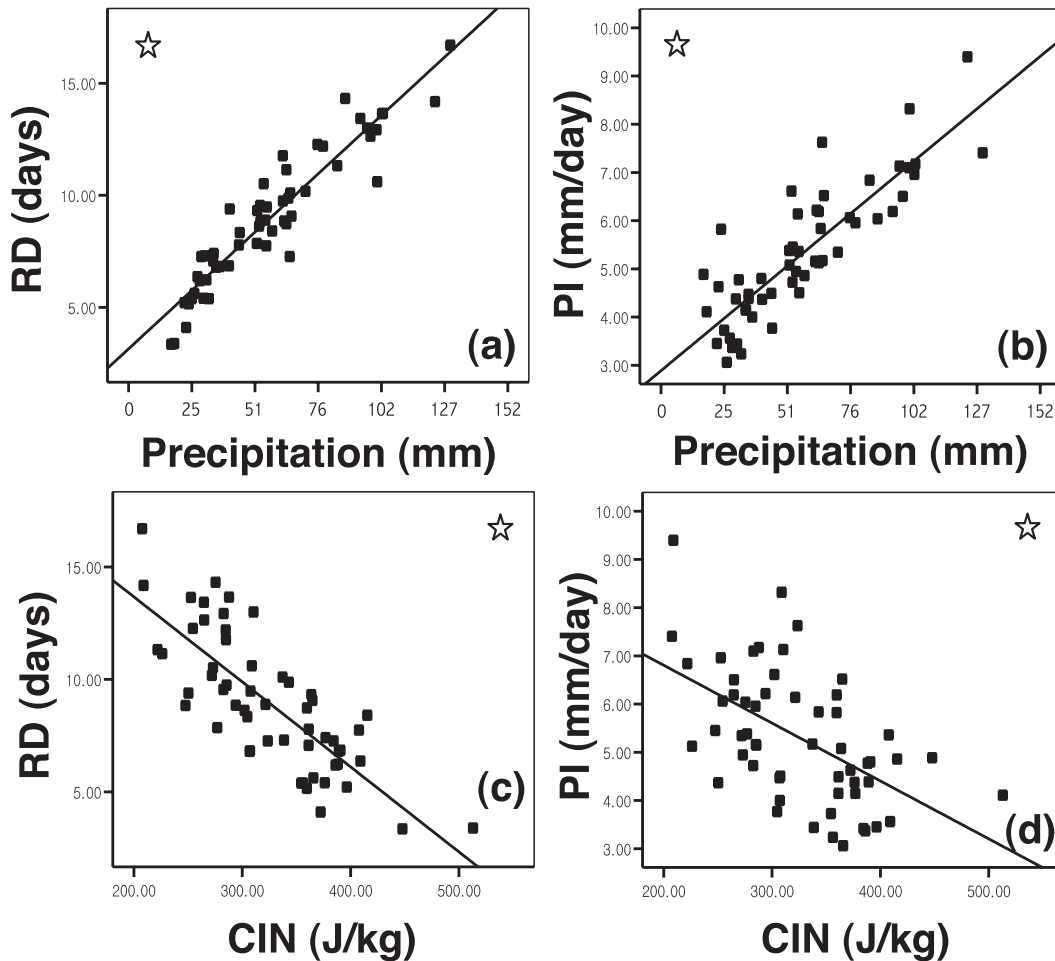 RD (days)
15.00
10.00
5.00
(a)
0 25 51 76 102 127 152
Precipitation (mm)
PI (mm/day)
10.00
9.00
8.00
7.00
6.00
5.00
4.00
3.00
(b)
0 25 51 76 102 127 152
Precipitation (mm)
RD (days)
15.00
10.00
5.00
(c)
200.00 300.00 400.00 500.00
CIN (J/kg)
PI (mm/day)
10.00
9.00
8.00
7.00
6.00
5.00
4.00
3.00
(d)
200.00 300.00 400.00 500.00
CIN (J/kg)